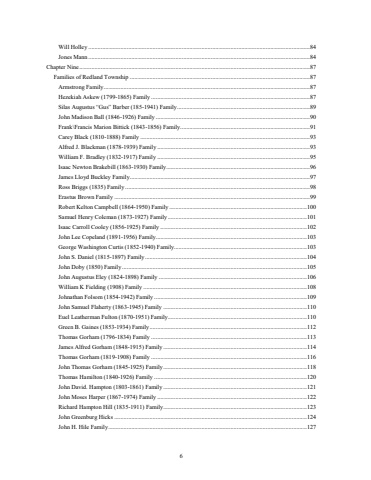 Will Holley ........ 84
Jones Mann ........ 84
Chapter Nine ........ 87
Families of Redland Township ........ 87
Armstrong Family ........ 87
Hezekiah Askew (1799-1865) Family ........ 87
Silas Augustus "Gus" Barber (185-1941) Family ........ 89
John Madison Ball (1846-1926) Family ........ 90
Frank\Francis Marion Bittick (1843-1856) Family ........ 91
Carey Black (1810-1888) Family ........ 93
Alfred J. Blackman (1878-1939) Family ........ 93
William F. Bradley (1832-1917) Family ........ 95
Isaac Newton Brakebill (1863-1930) Family ........ 96
James Lloyd Buckley Family ........ 97
Ross Briggs (1835) Family ........ 98
Erastus Brown Family ........ 99
Robert Kelton Campbell (1864-1950) Family ........ 100
Samuel Henry Coleman (1873-1927) Family ........ 101
Isaac Carroll Cooley (1856-1925) Family ........ 102
John Lee Copeland (1891-1956) Family ........ 103
George Washington Curtis (1852-1940) Family ........ 103
John S. Daniel (1815-1897) Family ........ 104
John Doby (1850) Family ........ 105
John Augustus Eley (1824-1898) Family ........ 106
William K Fielding (1908) Family ........ 108
Johnathan Folsom (1854-1942) Family ........ 109
John Samuel Flaherty (1863-1945) Family ........ 110
Euel Leatherman Fulton (1870-1951) Family ........ 110
Green B. Gaines (1853-1934) Family ........ 112
Thomas Gorham (1796-1834) Family ........ 113
James Alfred Gorham (1848-1915) Family ........ 114
Thomas Gorham (1819-1908) Family ........ 116
John Thomas Gorham (1845-1925) Family ........ 118
Thomas Hamilton (1840-1926) Family ........ 120
John David. Hampton (1803-1861) Family ........ 121
John Moses Harper (1867-1974) Family ........ 122
Richard Hampton Hill (1835-1911) Family ........ 123
John Greenburg Hicks ........ 124
John H. Hile Family ........ 127
6